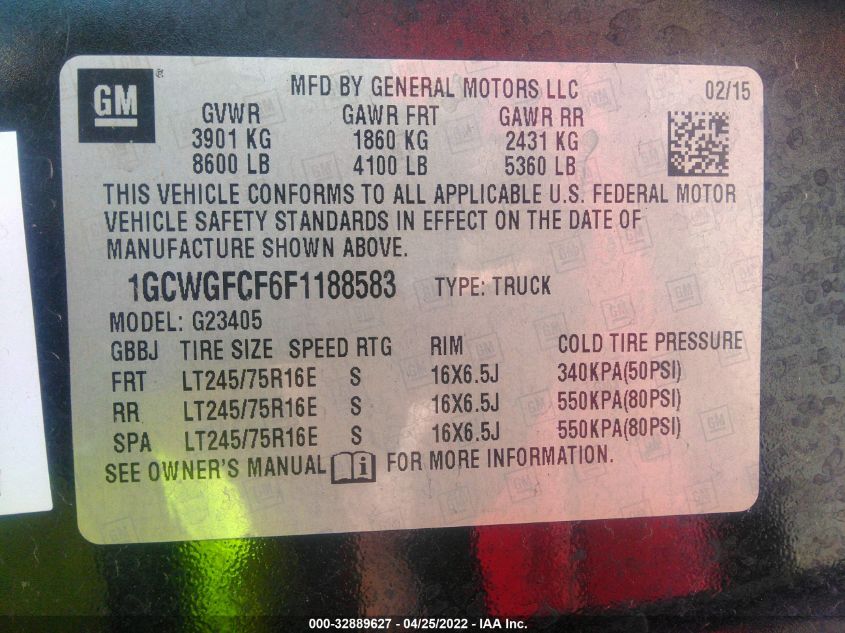 GM ®
MFD BY GENERAL MOTORS LLC 02/15
GVWR GAWR FRT GAWR RR
3901 KG 1860 KG 2431 KG
8600 LB 4100 LB 5360 LB
THIS VEHICLE CONFORMS TO ALL APPLICABLE U.S. FEDERAL MOTOR
VEHICLE SAFETY STANDARDS IN EFFECT ON THE DATE OF
MANUFACTURE SHOWN ABOVE.
1GCWGFCF6F1188583 TYPE: TRUCK
MODEL: G23405
GBBJ TIRE SIZE SPEED RTG RIM COLD TIRE PRESSURE
FRT LT245/75R16E S 16X6.5J 340KPA(50PSI)
RR LT245/75R16E S 16X6.5J 550KPA(80PSI)
SPA LT245/75R16E S 16X6.5J 550KPA(80PSI)
SEE OWNER'S MANUAL i FOR MORE INFORMATION.
000-32889627 - 04/25/2022 - IAA Inc.